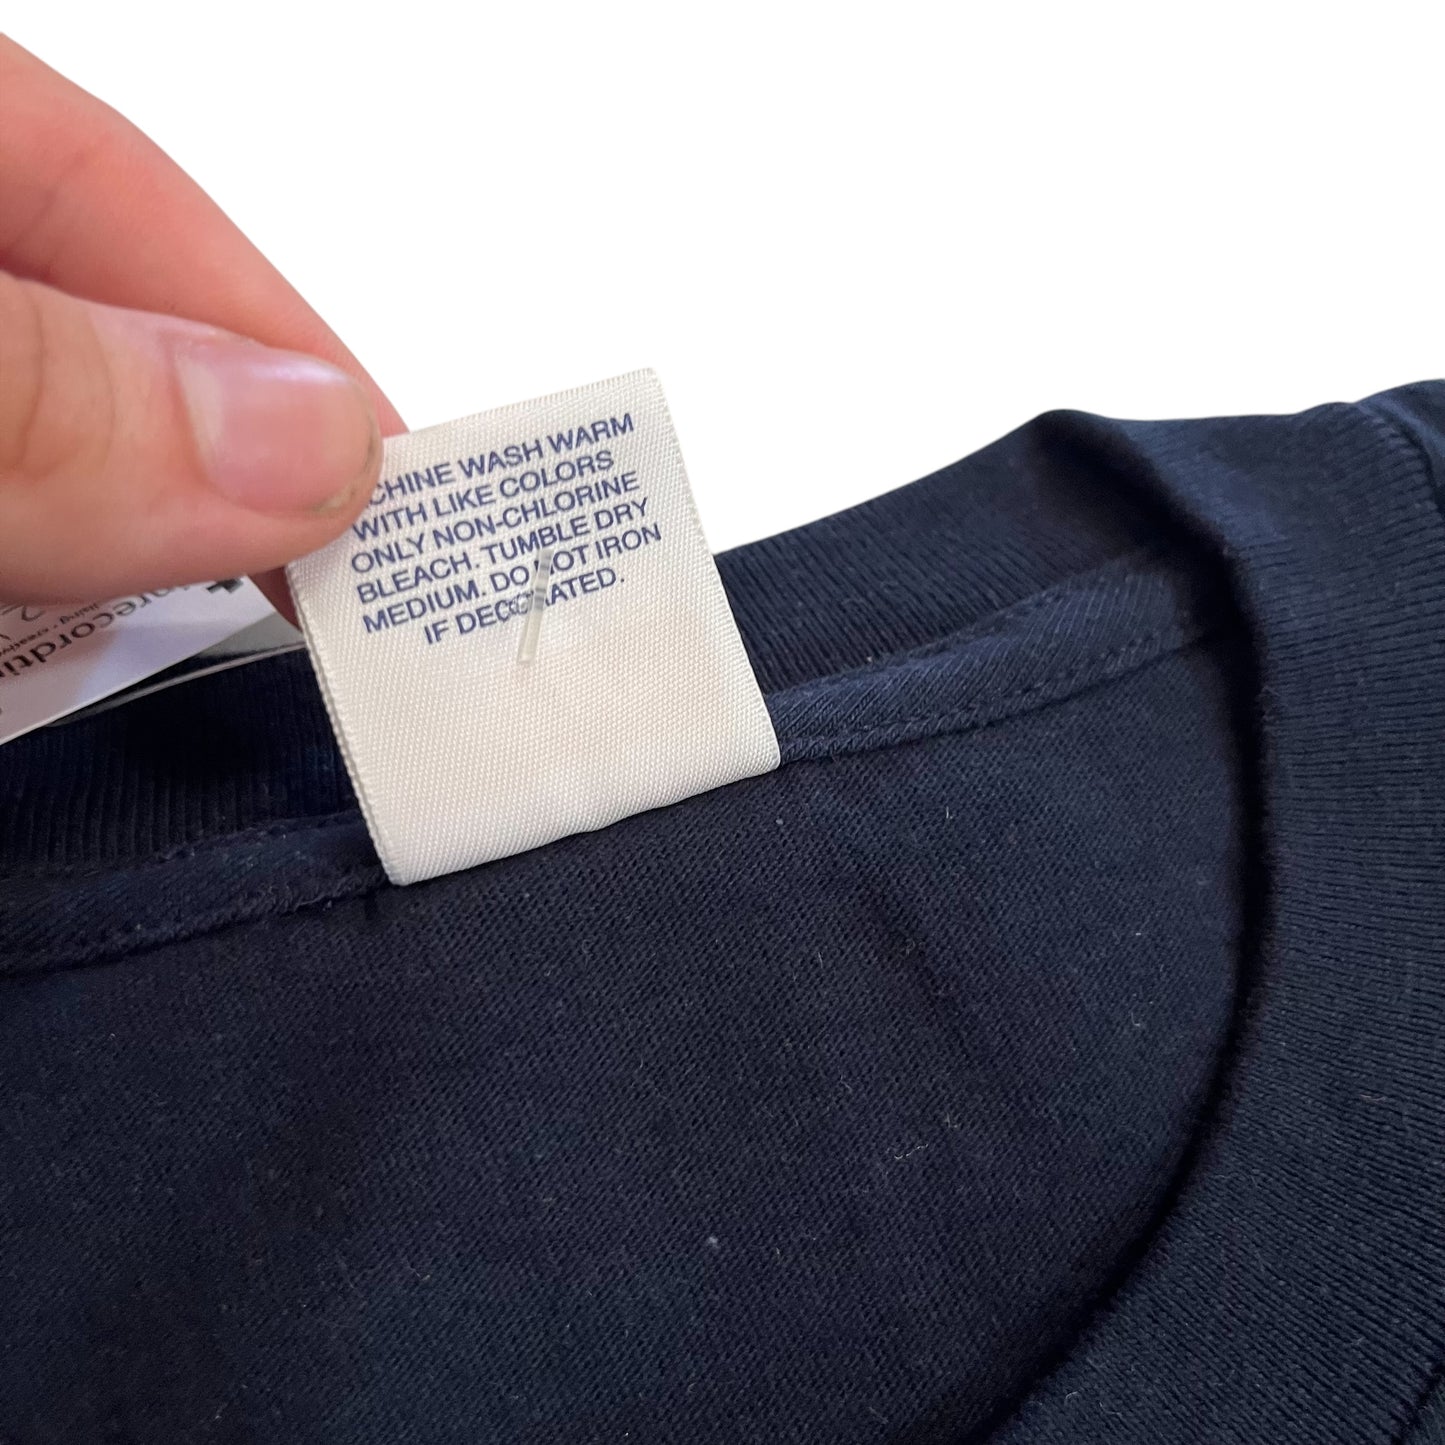 CHINE WASH WARM
WITH LIKE COLORS
ONLY NON-CHLORINE
BLEACH. TUMBLE DRY
MEDIUM. DO NOT IRON
IF DECORATED.